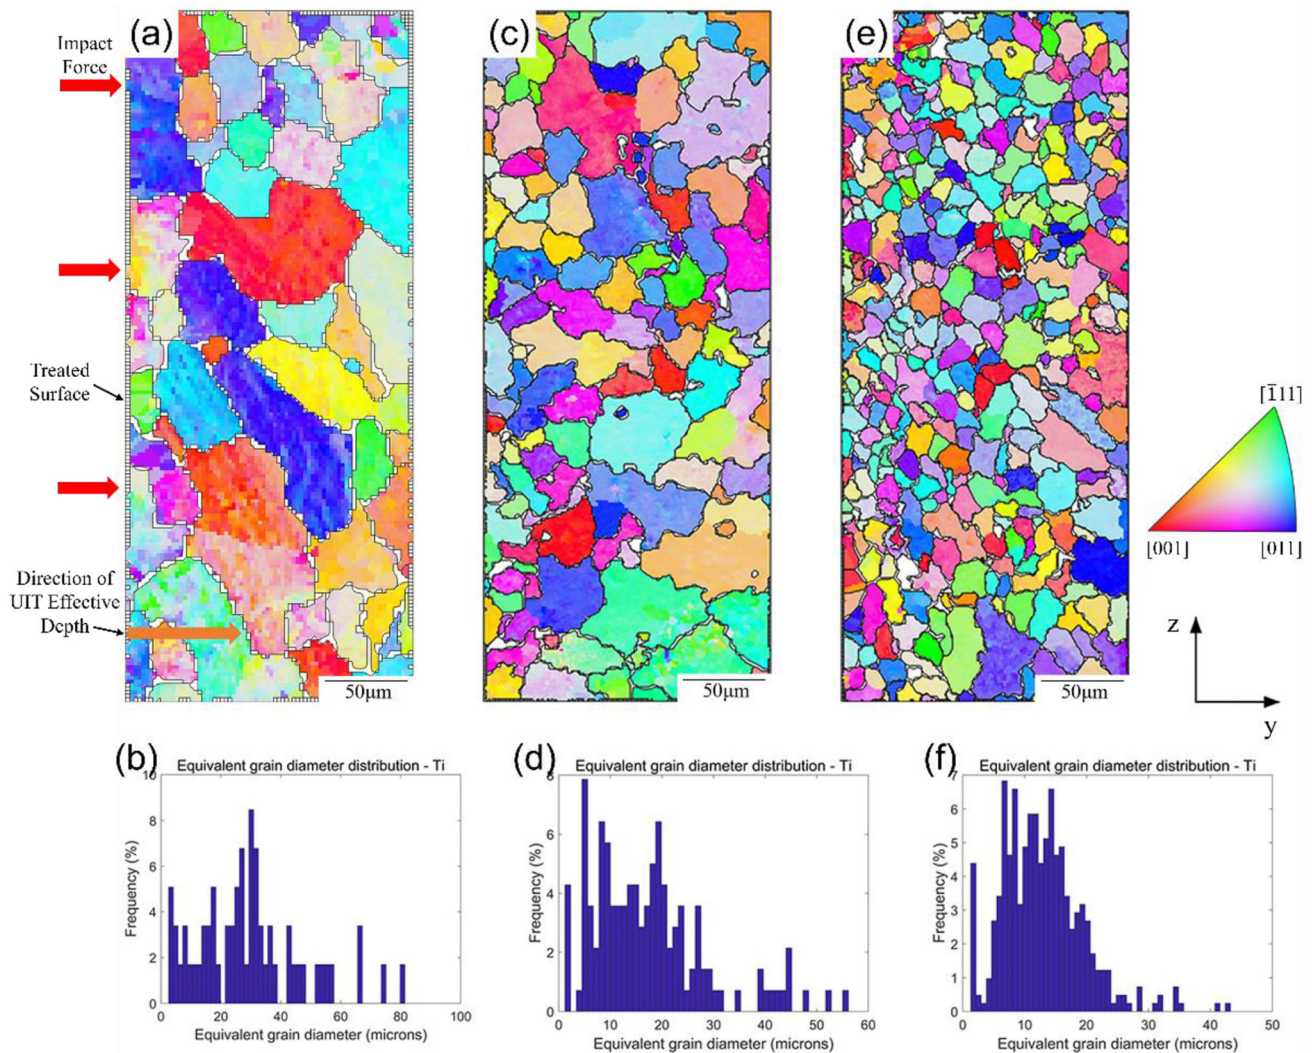 (a)
(c)
(e)
Impact
Force
Treated
Surface
Direction of
UIT Effective
Depth
50μm
50μm
50μm
[1̅11]
[001]
[011]
z
y
(b)
Equivalent grain diameter distribution - Ti
10
8
6
4
2
0
Frequency (%)
0 20 40 60 80 100
Equivalent grain diameter (microns)
(d)
Equivalent grain diameter distribution - Ti
8
6
4
2
0
Frequency (%)
0 10 20 30 40 50 60
Equivalent grain diameter (microns)
(f)
Equivalent grain diameter distribution - Ti
7
6
5
4
3
2
1
0
Frequency (%)
0 10 20 30 40 50
Equivalent grain diameter (microns)